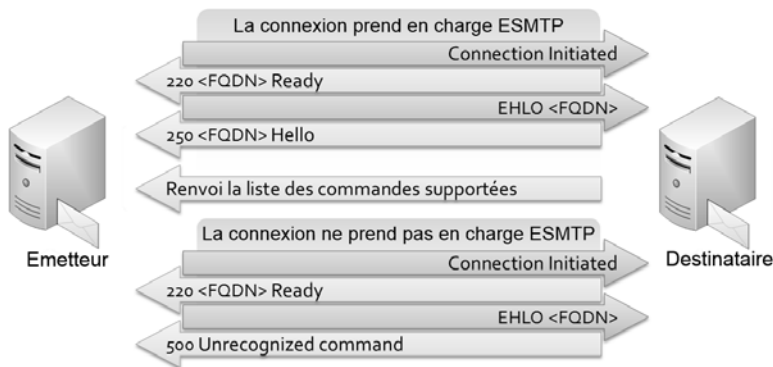 La connexion prend en charge ESMTP
Connection Initiated
220 <FQDN> Ready
EHLO <FQDN>
250 <FQDN> Hello
Renvoi la liste des commandes supportées
La connexion ne prend pas en charge ESMTP
Emetteur
Connection Initiated
Destinataire
220 <FQDN> Ready
EHLO <FQDN>
500 Unrecognized command